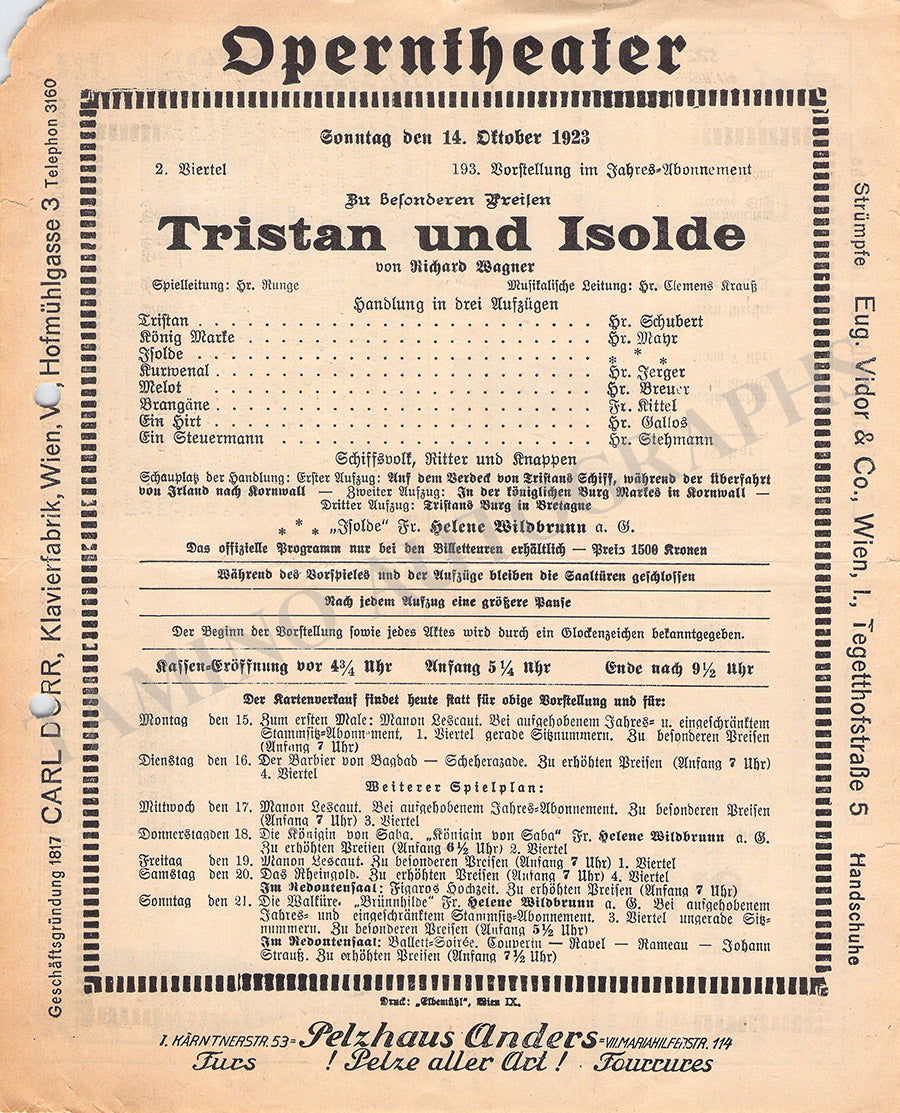 Operntheater
Sonntag den 14. Oktober 1923
2. Viertel 193. Vorstellung im Jahres-Abonnement
Zu besonderen Preisen
Tristan und Isolde
von Richard Wagner
Spielleitung: Hr. Runge Musikalische Leitung: Hr. Clemens Krauß
Handlung in drei Aufzügen
Tristan . . . . . . . . . . . . . . . . . . . . . . Hr. Schubert
König Marke . . . . . . . . . . . . . . . . . . . . Hr. Mayr
Isolde . . . . . . . . . . . . . . . . . . . . . . * * *
Kurwenal . . . . . . . . . . . . . . . . . . . . . Hr. Jerger
Melot . . . . . . . . . . . . . . . . . . . . . . Hr. Breuer
Brangäne . . . . . . . . . . . . . . . . . . . . . Fr. Kittel
Ein Hirt . . . . . . . . . . . . . . . . . . . . . Hr. Gallos
Ein Steuermann . . . . . . . . . . . . . . . . . . Hr. Stehmann
Schiffsvolk, Ritter und Knappen
Schauplatz der Handlung: Erster Aufzug: Auf dem Verdeck von Tristans Schiff, während der Überfahrt
von Irland nach Kornwall — Zweiter Aufzug: In der königlichen Burg Markes in Kornwall —
Dritter Aufzug: Tristans Burg in Bretagne
* * * „Isolde" Fr. Helene Wildbrunn a. G.
Das offizielle Programm nur bei den Billetteuren erhältlich — Preis 1500 Kronen
Während des Vorspieles und der Aufzüge bleiben die Saaltüren geschlossen
Nach jedem Aufzug eine größere Pause
Der Beginn der Vorstellung sowie jedes Aktes wird durch ein Glockenzeichen bekanntgegeben.
Kassen-Eröffnung vor 4¾ Uhr Anfang 5¼ Uhr Ende nach 9½ Uhr
Der Kartenverkauf findet heute statt für obige Vorstellung und für:
Montag den 15. Zum ersten Male: Manon Lescaut. Bei aufgehobenem Jahres- u. eingeschränktem
Stammsitz-Abonn ment, 1. Viertel gerade Sitznummern. Zu besonderen Preisen
(Anfang 7 Uhr)
Dienstag den 16. Der Barbier von Bagdad — Scheherazade. Zu erhöhten Preisen (Anfang 7 Uhr)
4. Viertel
Weiterer Spielplan:
Mittwoch den 17. Manon Lescaut. Bei aufgehobenem Jahres-Abonnement. Zu besonderen Preisen
(Anfang 7 Uhr) 3. Viertel
Donnerstag den 18. Die Königin von Saba. „Königin von Saba" Fr. Helene Wildbrunn a. G.
Zu erhöhten Preisen (Anfang 6½ Uhr) 2. Viertel
Freitag den 19. Manon Lescaut. Zu besonderen Preisen (Anfang 7 Uhr) 1. Viertel
Samstag den 20. Das Rheingold. Zu erhöhten Preisen (Anfang 7 Uhr) 4. Viertel
Im Redoutensaal: Figaros Hochzeit. Zu erhöhten Preisen (Anfang 7 Uhr)
Sonntag den 21. Die Walküre. „Brünnhilde" Fr. Helene Wildbrunn a. G. Bei aufgehobenem
Jahres- und eingeschränktem Stammsitz-Abonnement. 3. Viertel ungerade Sitz-
nummern. Zu besonderen Preisen (Anfang 5½ Uhr)
Im Redoutensaal: Ballett-Soirée. Couperin — Ravel — Rameau — Johann
Strauß. Zu erhöhten Preisen (Anfang 7½ Uhr)
Druck: „Elbemühl", Wien IX.
I. KÄRNTNERSTR. 53 = Pelzhaus Anders = VII. MARIAHILFERSTR. 114
Furs ! Pelze aller Art ! Fourrures
Geschäftsgründung 1817 CARL DÖRR, Klavierfabrik, Wien, V., Hofmühlgasse 3 Telephon 3160
Strümpfe Eug. Vidor & Co., Wien, I., Tegetthofstraße 5 Handschuhe
TAMINO AUTOGRAPHS